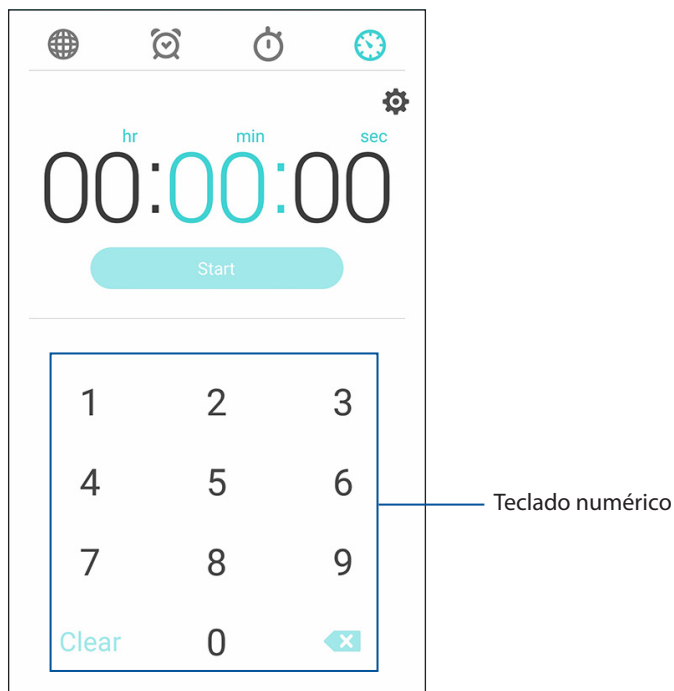 hr min sec
00:00:00
Start
1 2 3
4 5 6
Teclado numérico
7 8 9
Clear 0